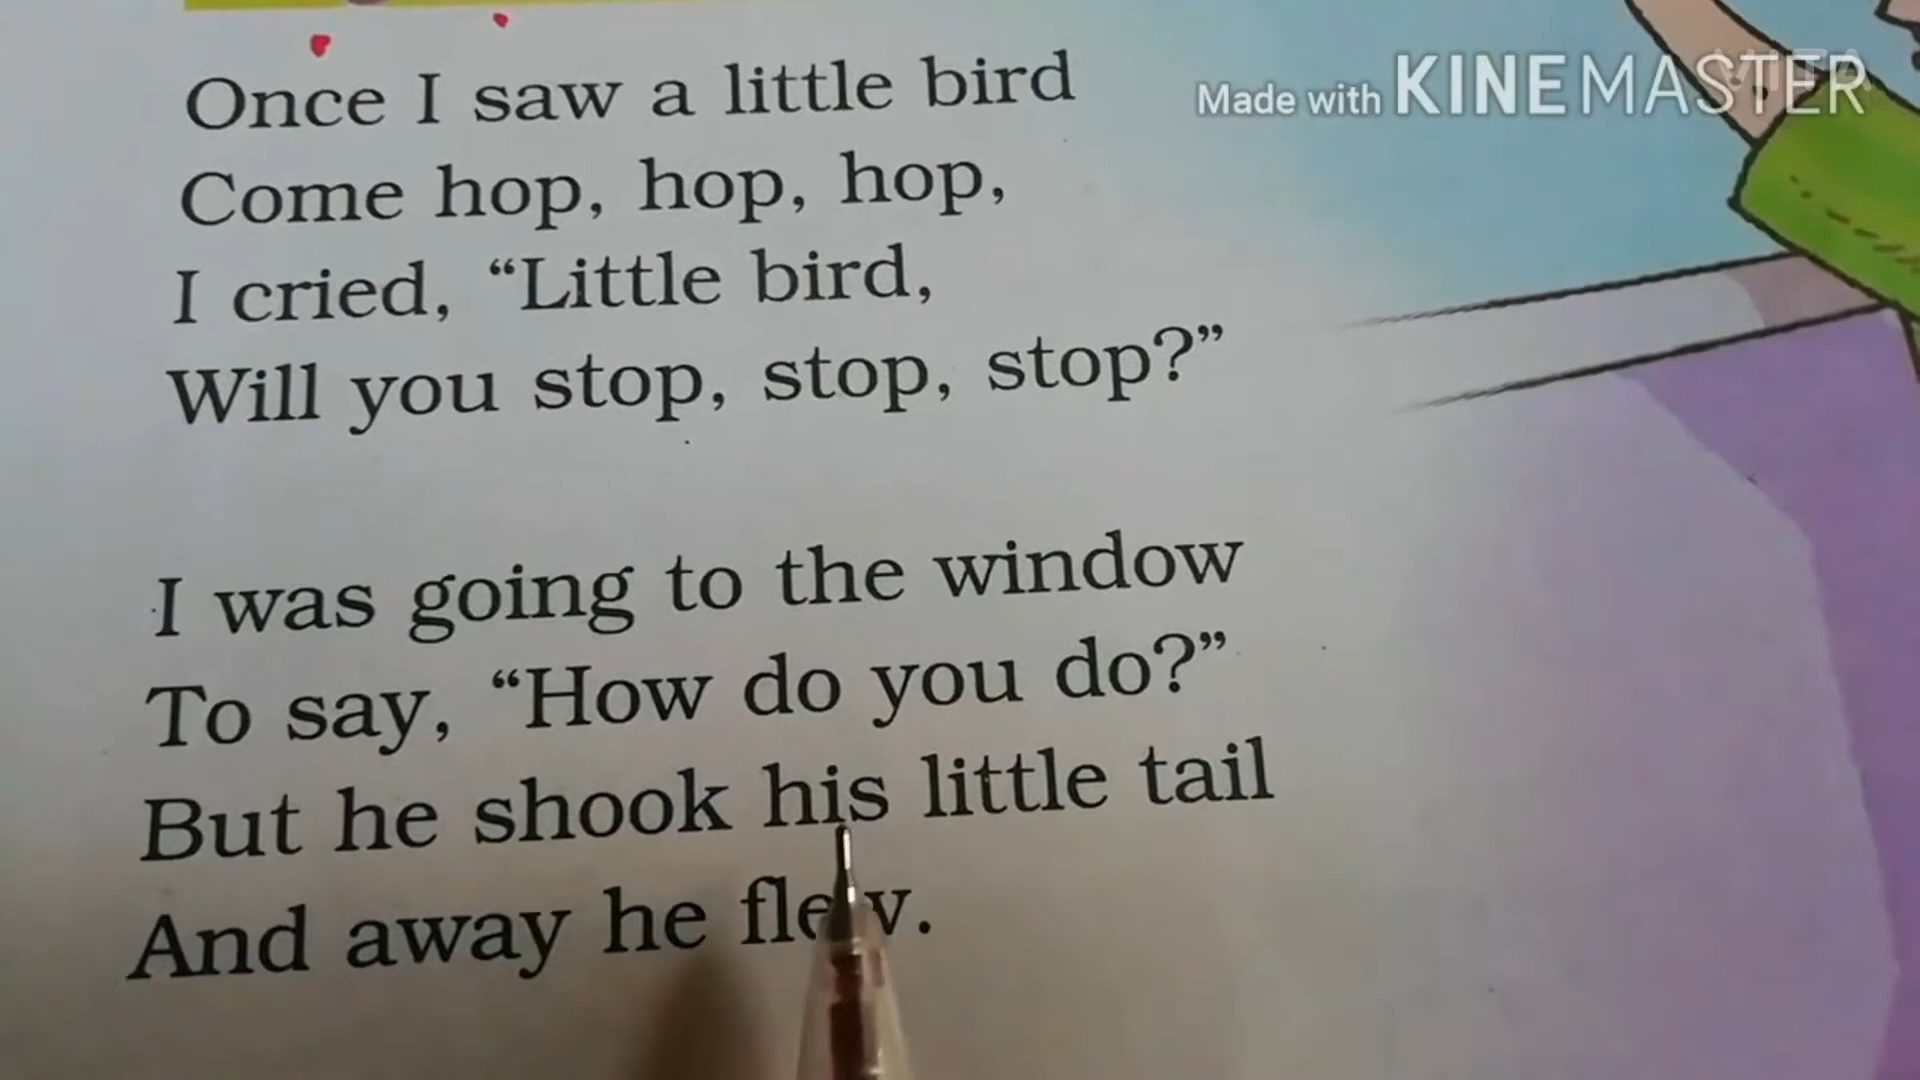 Made with KINEMASTER
Once I saw a little bird
Come hop, hop, hop,
I cried, “Little bird,
Will you stop, stop, stop?”
I was going to the window
To say, “How do you do?”
But he shook his little tail
And away he flew.